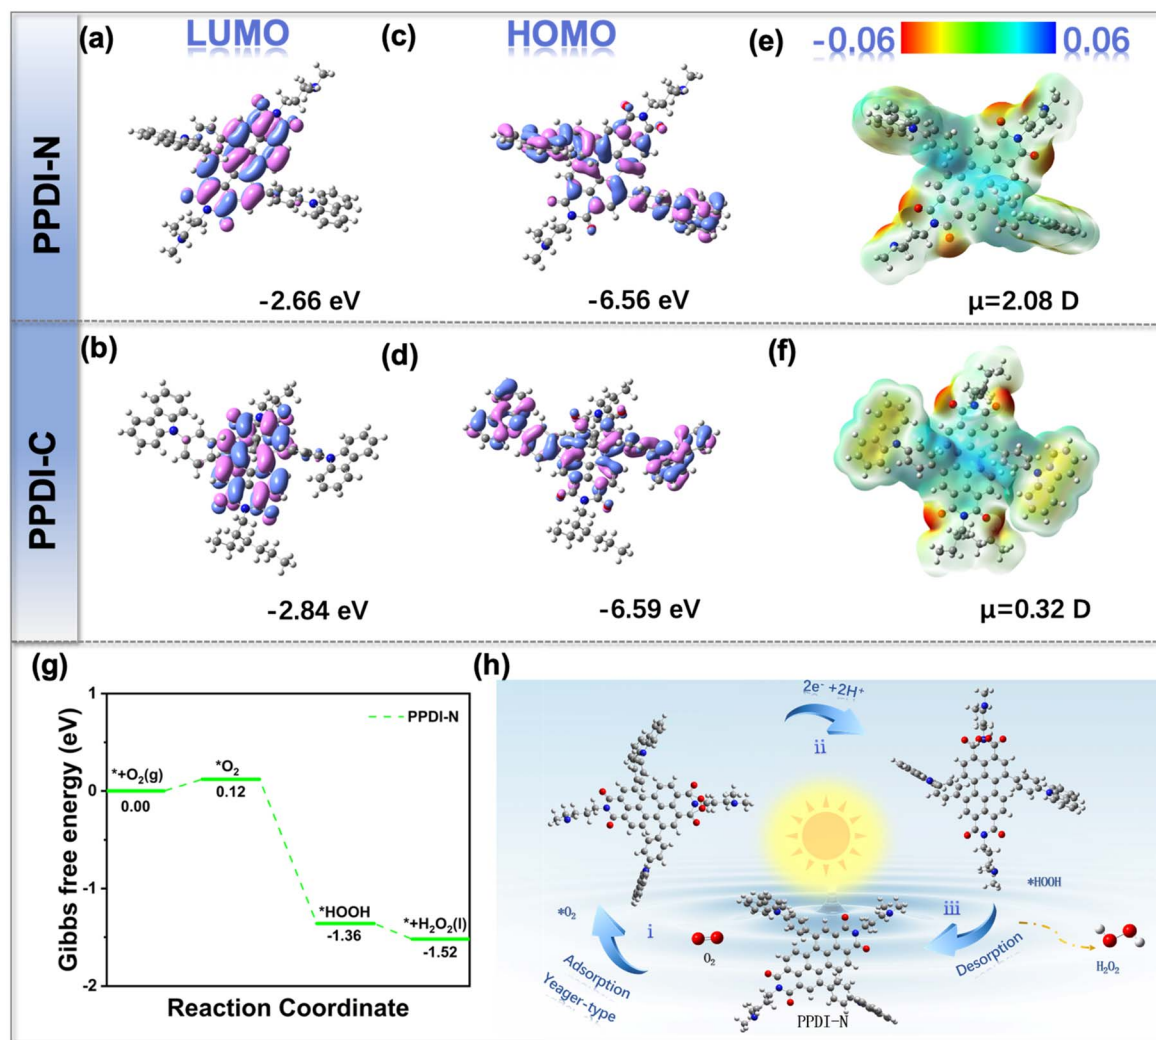 (a)
LUMO
(c)
HOMO
(e)
-0.06
0.06
PPDI-N
-2.66 eV
-6.56 eV
μ=2.08 D
(b)
(d)
(f)
PPDI-C
-2.84 eV
-6.59 eV
μ=0.32 D
(g)
Gibbs free energy (eV)
1
0
-1
-2
PPDI-N
*+O₂(g)
0.00
*O₂
0.12
*HOOH
-1.36
*+H₂O₂(l)
-1.52
Reaction Coordinate
(h)
2e⁻ +2H⁺
ii
*O₂
i
Adsorption
Yeager-type
O₂
PPDI-N
*HOOH
iii
Desorption
H₂O₂